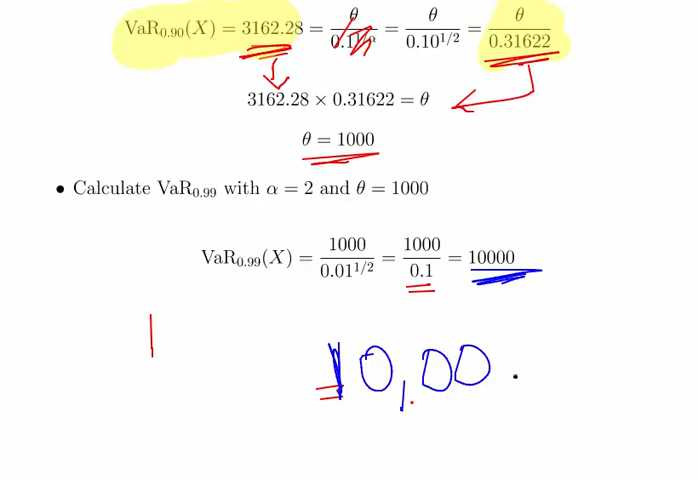 VaR0.90(X) = 3162.28 = θ/0.1^1/α = θ/0.10^1/2 = θ/0.31622
3162.28 × 0.31622 = θ
θ = 1000
• Calculate VaR0.99 with α = 2 and θ = 1000
VaR0.99(X) = 1000/0.01^1/2 = 1000/0.1 = 10000
10,00